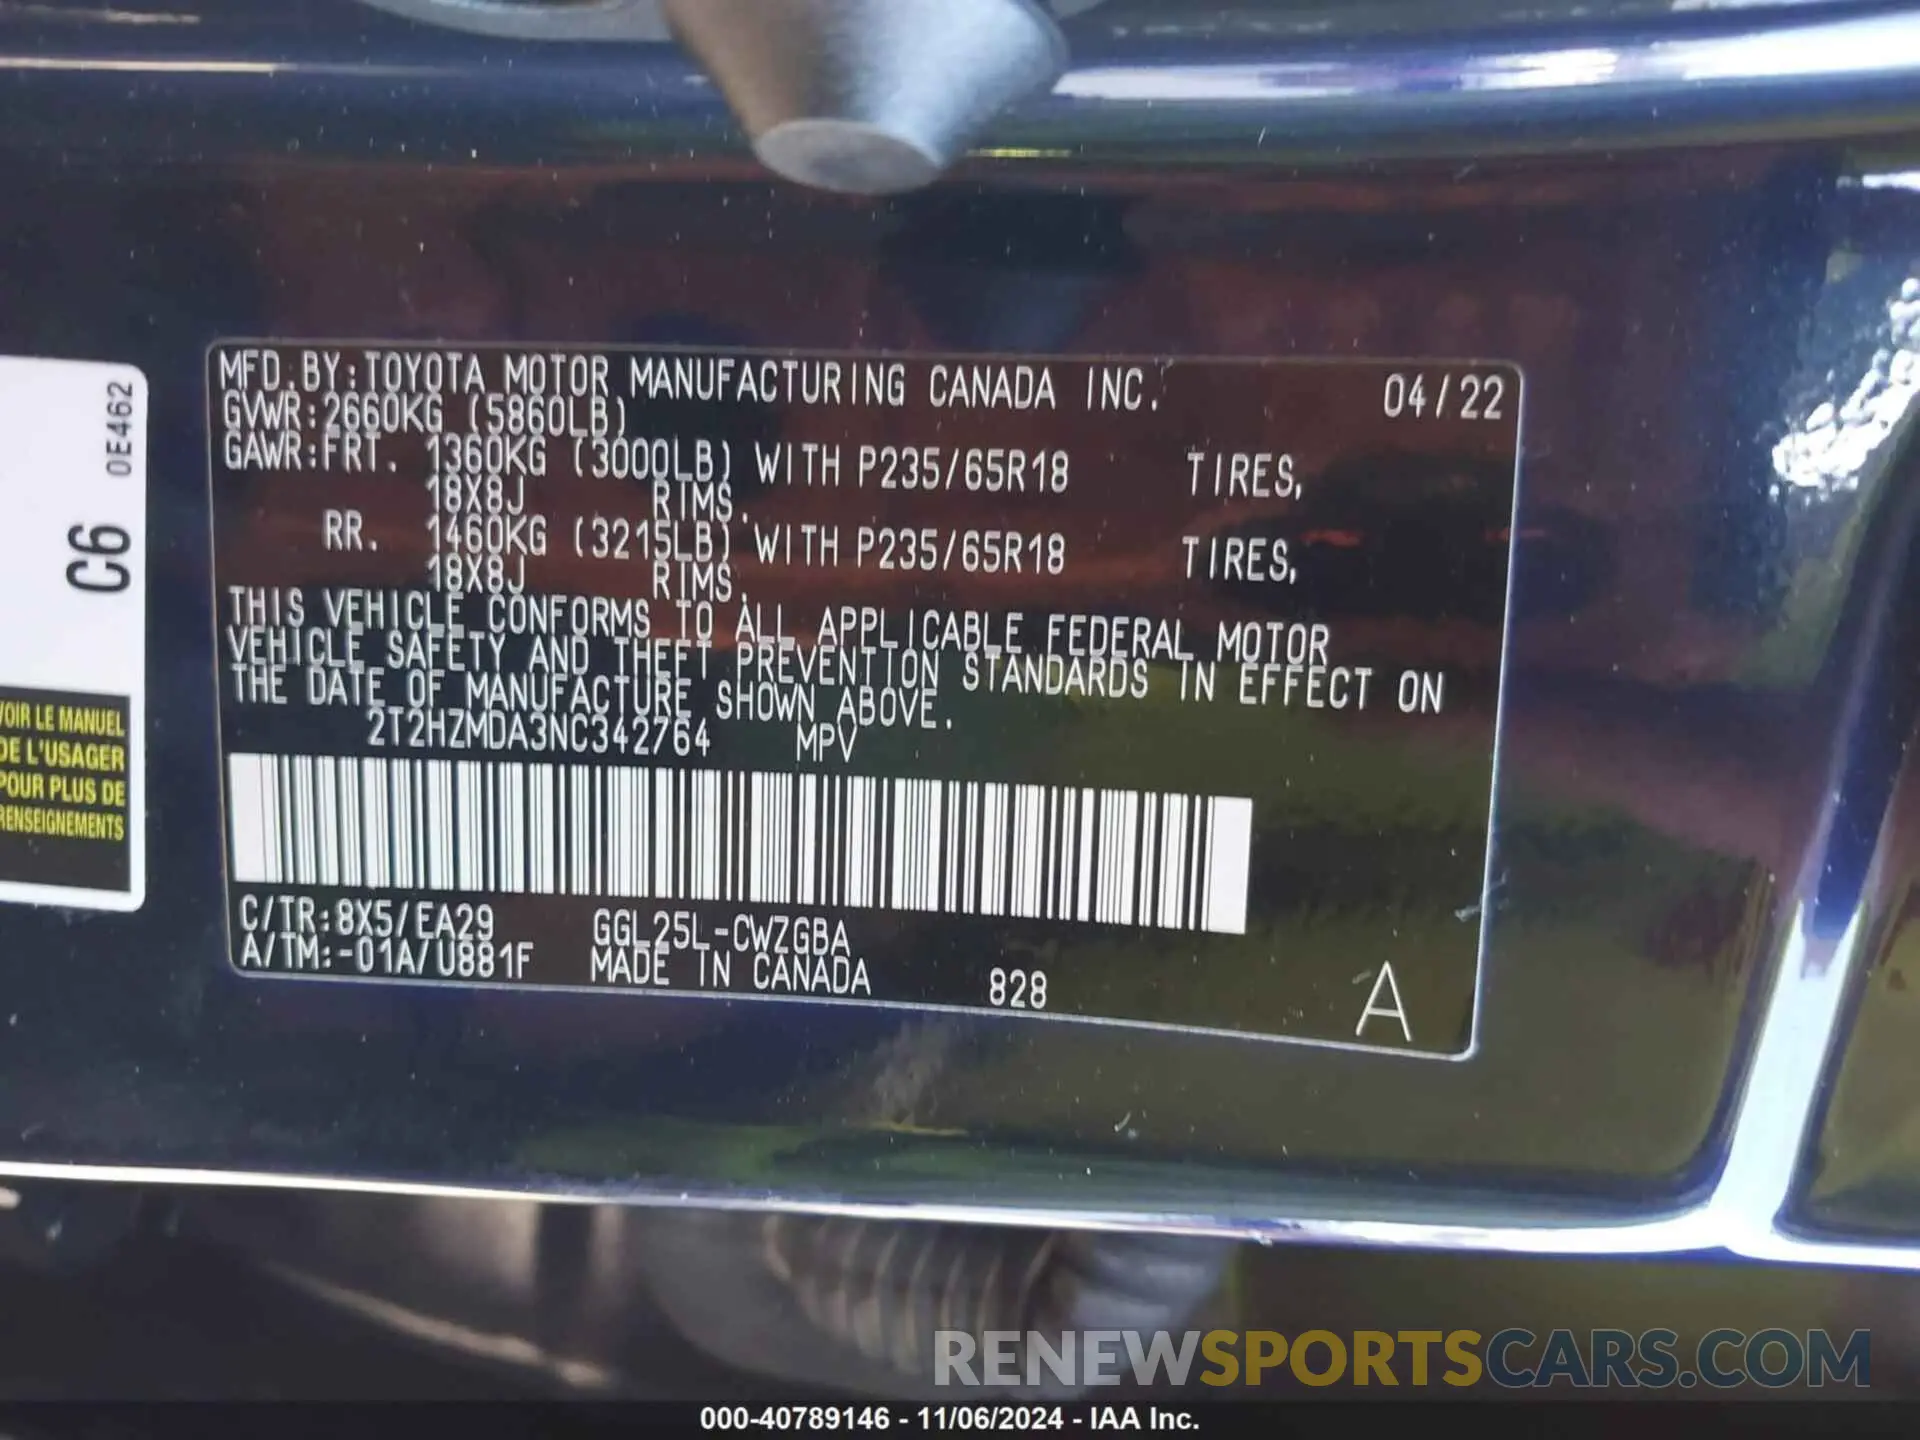 MFD.BY:TOYOTA MOTOR MANUFACTURING CANADA INC. 04/22
GVWR:2660KG (5860LB)
GAWR:FRT. 1360KG (3000LB) WITH P235/65R18 TIRES,
18X8J RIMS.
RR. 1460KG (3215LB) WITH P235/65R18 TIRES,
18X8J RIMS.
THIS VEHICLE CONFORMS TO ALL APPLICABLE FEDERAL MOTOR
VEHICLE SAFETY AND THEFT PREVENTION STANDARDS IN EFFECT ON
THE DATE OF MANUFACTURE SHOWN ABOVE.
2T2HZMDA3NC342764 MPV
C/TR:8X5/EA29 GGL25L-CWZGBA
A/TM:-01A/U881F MADE IN CANADA 828 A
C6 0E462
VOIR LE MANUEL
DE L'USAGER
POUR PLUS DE
RENSEIGNEMENTS
RENEWSPORTSCARS.COM
000-40789146 - 11/06/2024 - IAA Inc.